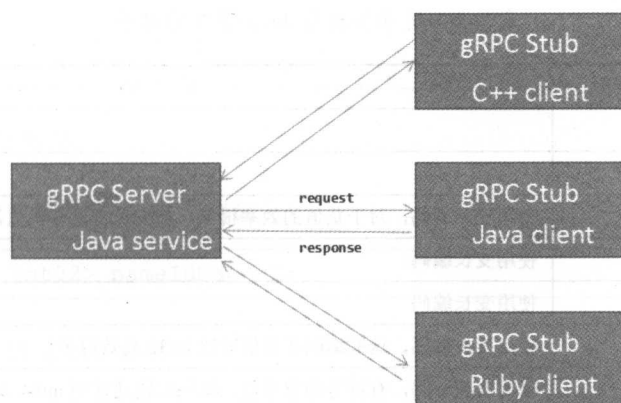 gRPC Stub
C++ client
gRPC Server
Java service
request
response
gRPC Stub
Java client
gRPC Stub
Ruby client